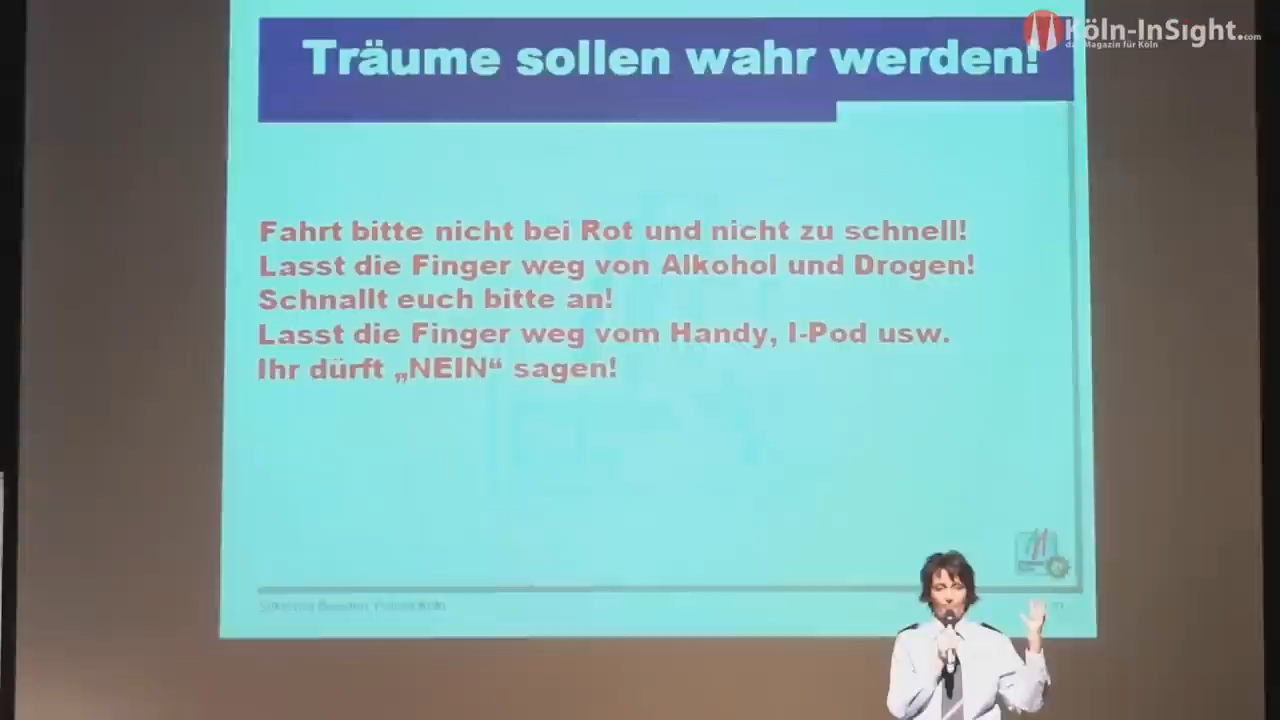 Köln-InSight.com
das Magazin für Köln
Träume sollen wahr werden!
Fahrt bitte nicht bei Rot und nicht zu schnell!
Lasst die Finger weg von Alkohol und Drogen!
Schnallt euch bitte an!
Lasst die Finger weg vom Handy, I-Pod usw.
Ihr dürft „NEIN“ sagen!